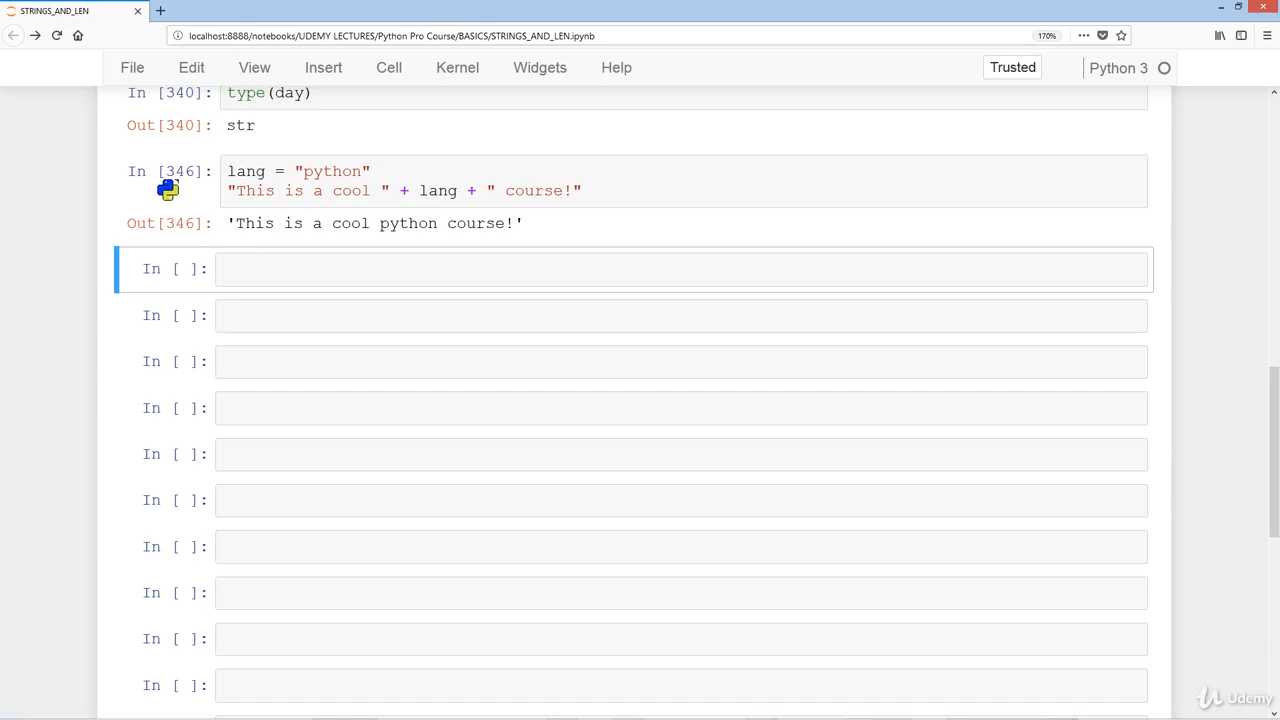 STRINGS_AND_LEN
localhost:8888/notebooks/UDEMY LECTURES/Python Pro Course/BASICS/STRINGS_AND_LEN.ipynb
170%
File Edit View Insert Cell Kernel Widgets Help
Trusted
Python 3
In [340]: type(day)
Out[340]: str
In [346]: lang = "python"
"This is a cool " + lang + " course!"
Out[346]: 'This is a cool python course!'
In [ ]:
In [ ]:
In [ ]:
In [ ]:
In [ ]:
In [ ]:
In [ ]:
In [ ]:
In [ ]:
In [ ]:
Udemy